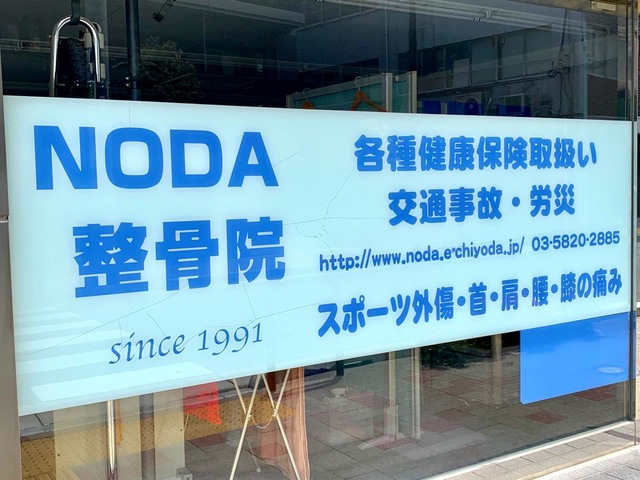 NODA
整骨院
since 1991
各種健康保険取扱い
交通事故・労災
http://www.noda.e-chiyoda.jp/ 03-5820-2885
スポーツ外傷・首・肩・腰・膝の痛み